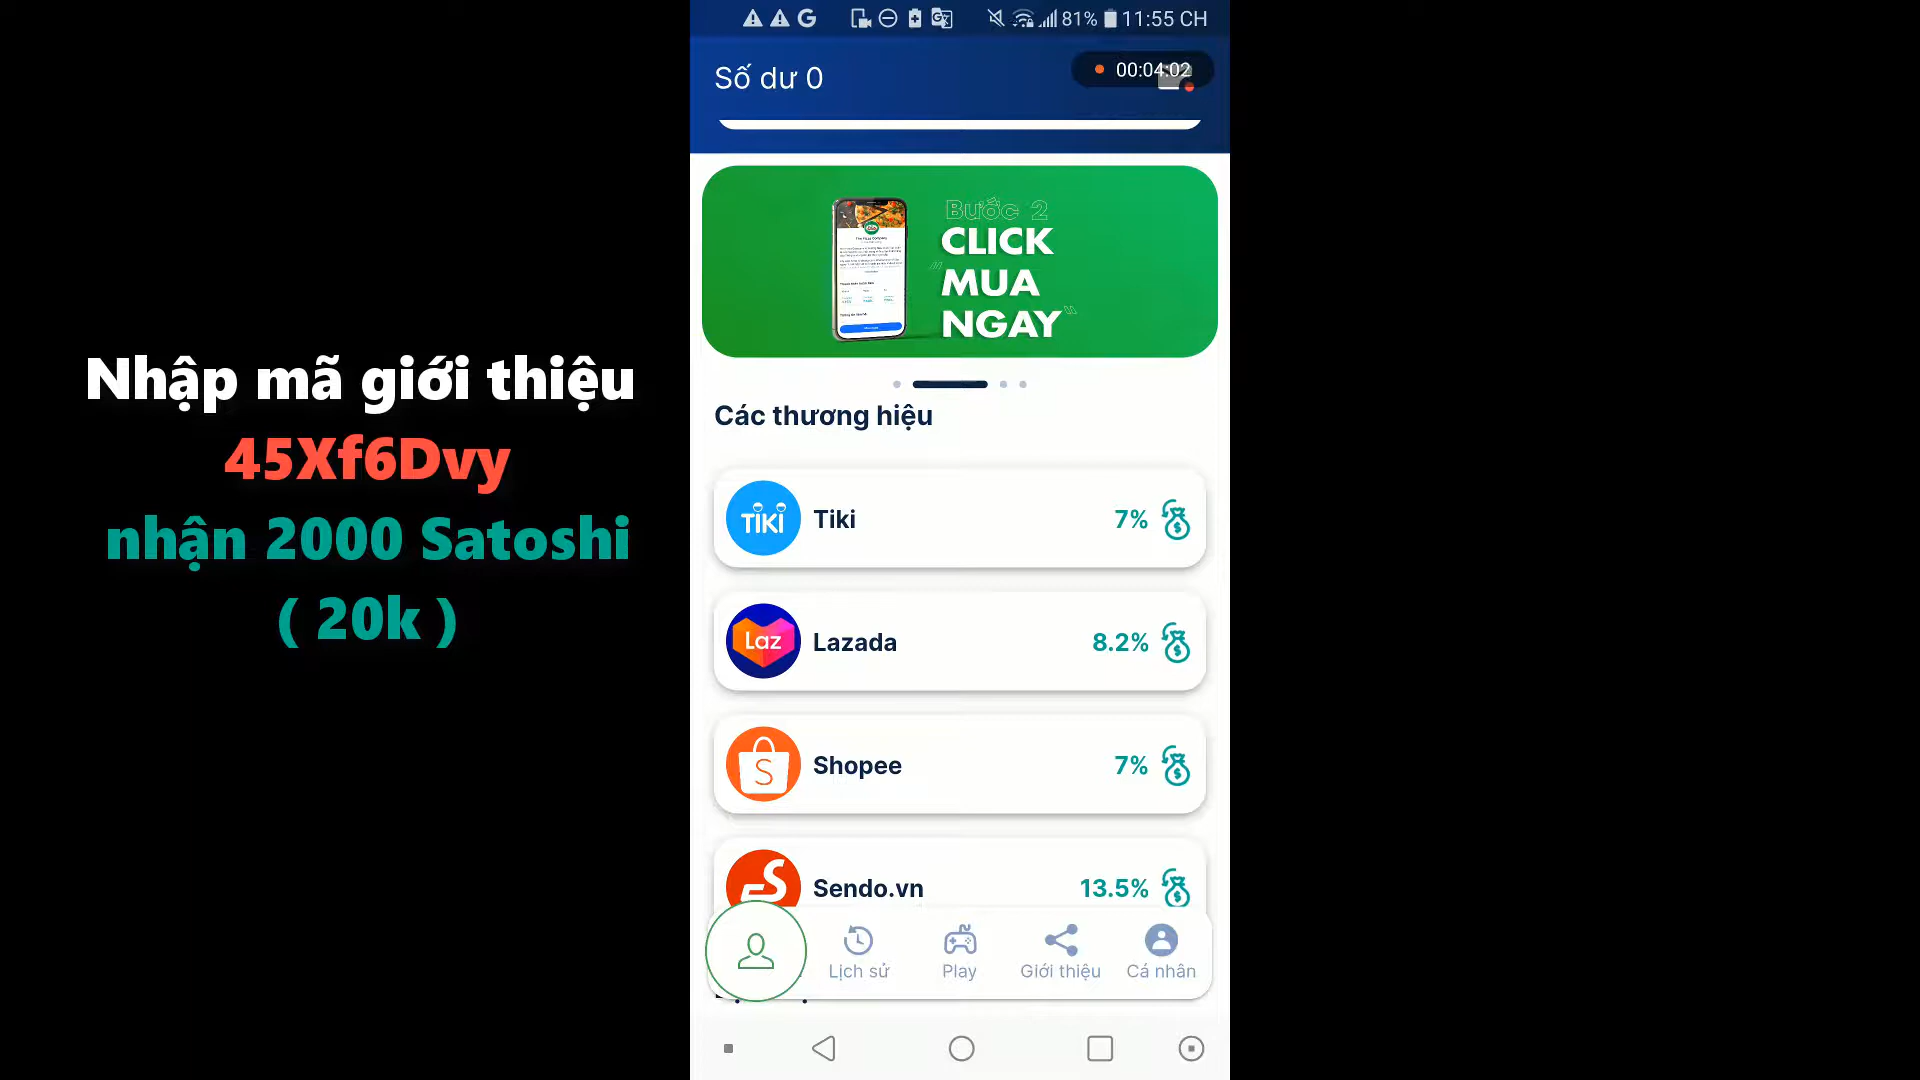 81% 11:55 CH
Số dư 0
00:04:02
Nhập mã giới thiệu
45Xf6Dvy
nhận 2000 Satoshi
( 20k )
Bước 2
CLICK
"MUA
NGAY"
Các thương hiệu
TIKI
Tiki
7%
Laz
Lazada
8.2%
S
Shopee
7%
S
Sendo.vn
13.5%
Lịch sử
Play
Giới thiệu
Cá nhân